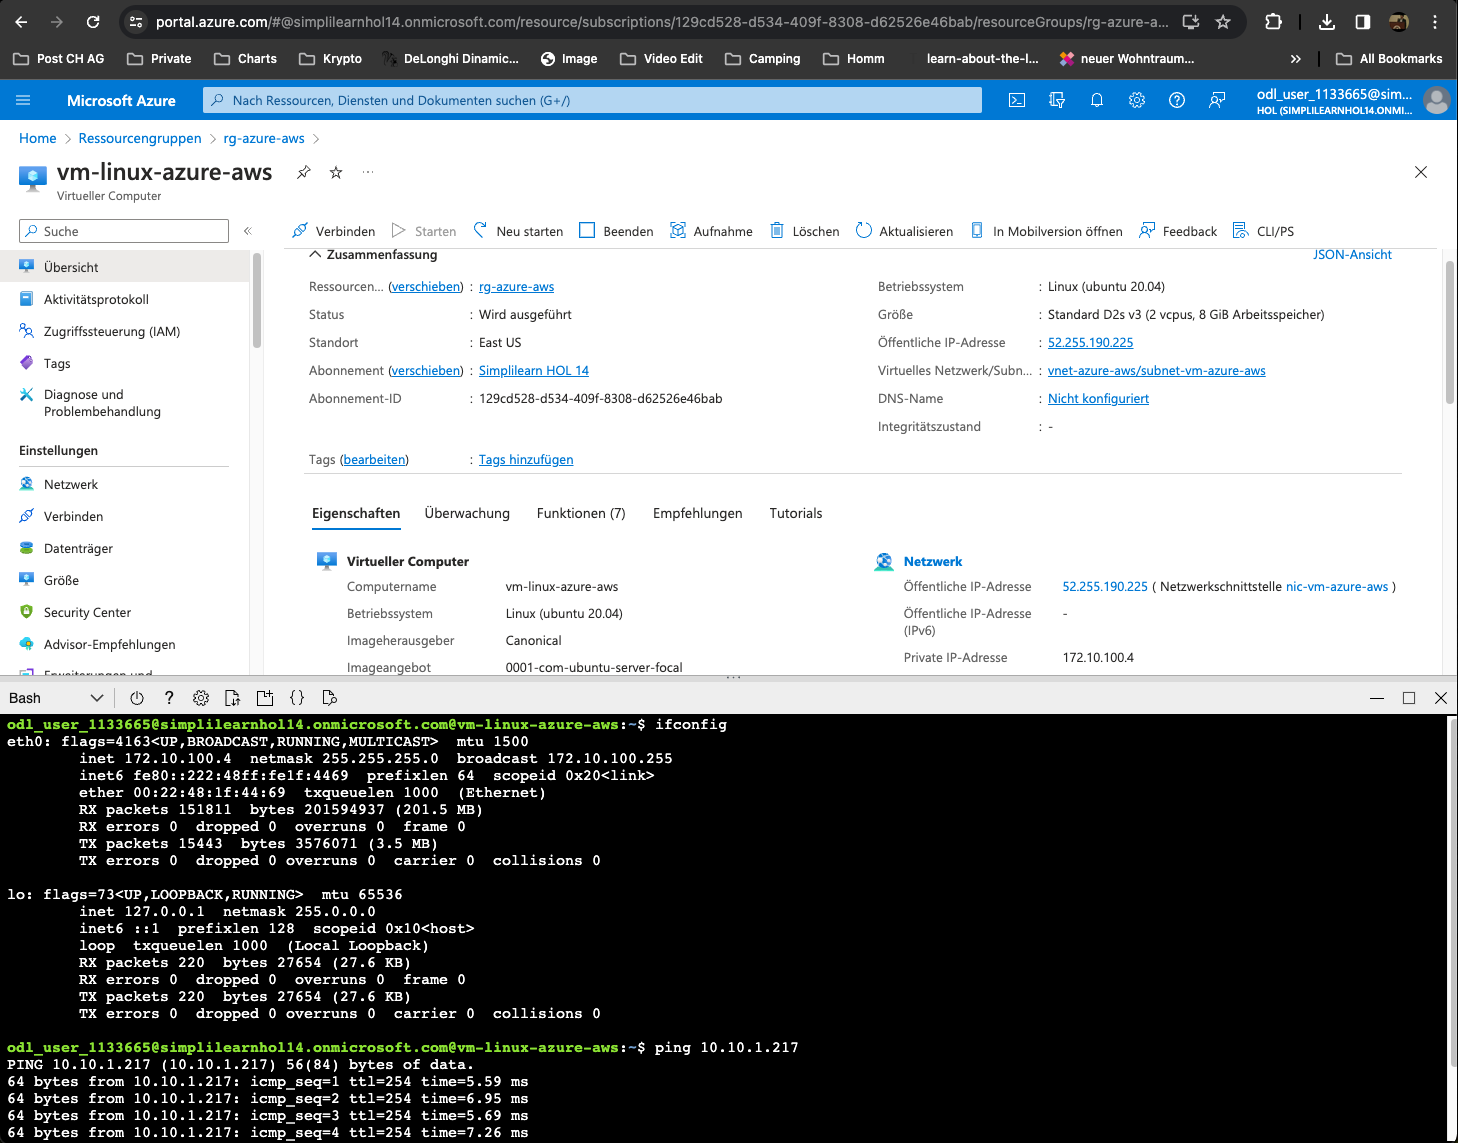 portal.azure.com/#@simplilearnhol14.onmicrosoft.com/resource/subscriptions/129cd528-d534-409f-8308-d62526e46bab/resourceGroups/rg-azure-a...
Post CH AG Private Charts Krypto DeLonghi Dinamic... Image Video Edit Camping Homm learn-about-the-l... neuer Wohntraum... » All Bookmarks
Microsoft Azure Nach Ressourcen, Diensten und Dokumenten suchen (G+/) odl_user_1133665@sim...
HOL (SIMPLILEARNHOL14.ONMI...
Home > Ressourcengruppen > rg-azure-aws >
vm-linux-azure-aws ...
Virtueller Computer
Suche «
Verbinden Starten Neu starten Beenden Aufnahme Löschen Aktualisieren In Mobilversion öffnen Feedback CLI/PS
Übersicht
Aktivitätsprotokoll
Zugriffssteuerung (IAM)
Tags
Diagnose und
Problembehandlung
Einstellungen
Netzwerk
Verbinden
Datenträger
Größe
Security Center
Advisor-Empfehlungen
Erweiterungen und
Zusammenfassung JSON-Ansicht
Ressourcen... (verschieben) : rg-azure-aws
Status : Wird ausgeführt
Standort : East US
Abonnement (verschieben) : Simplilearn HOL 14
Abonnement-ID : 129cd528-d534-409f-8308-d62526e46bab
Betriebssystem : Linux (ubuntu 20.04)
Größe : Standard D2s v3 (2 vcpus, 8 GiB Arbeitsspeicher)
Öffentliche IP-Adresse : 52.255.190.225
Virtuelles Netzwerk/Subn... : vnet-azure-aws/subnet-vm-azure-aws
DNS-Name : Nicht konfiguriert
Integritätszustand : -
Tags (bearbeiten) : Tags hinzufügen
Eigenschaften Überwachung Funktionen (7) Empfehlungen Tutorials
Virtueller Computer
Computername vm-linux-azure-aws
Betriebssystem Linux (ubuntu 20.04)
Imageherausgeber Canonical
Imageangebot 0001-com-ubuntu-server-focal
Netzwerk
Öffentliche IP-Adresse 52.255.190.225 ( Netzwerkschnittstelle nic-vm-azure-aws )
Öffentliche IP-Adresse -
(IPv6)
Private IP-Adresse 172.10.100.4
Bash ? {}
odl_user_1133665@simplilearnhol14.onmicrosoft.com@vm-linux-azure-aws:~$ ifconfig
eth0: flags=4163<UP,BROADCAST,RUNNING,MULTICAST>  mtu 1500
        inet 172.10.100.4  netmask 255.255.255.0  broadcast 172.10.100.255
        inet6 fe80::222:48ff:fe1f:4469  prefixlen 64  scopeid 0x20<link>
        ether 00:22:48:1f:44:69  txqueuelen 1000  (Ethernet)
        RX packets 151811  bytes 201594937 (201.5 MB)
        RX errors 0  dropped 0  overruns 0  frame 0
        TX packets 15443  bytes 3576071 (3.5 MB)
        TX errors 0  dropped 0 overruns 0  carrier 0  collisions 0
lo: flags=73<UP,LOOPBACK,RUNNING>  mtu 65536
        inet 127.0.0.1  netmask 255.0.0.0
        inet6 ::1  prefixlen 128  scopeid 0x10<host>
        loop  txqueuelen 1000  (Local Loopback)
        RX packets 220  bytes 27654 (27.6 KB)
        RX errors 0  dropped 0  overruns 0  frame 0
        TX packets 220  bytes 27654 (27.6 KB)
        TX errors 0  dropped 0 overruns 0  carrier 0  collisions 0
odl_user_1133665@simplilearnhol14.onmicrosoft.com@vm-linux-azure-aws:~$ ping 10.10.1.217
PING 10.10.1.217 (10.10.1.217) 56(84) bytes of data.
64 bytes from 10.10.1.217: icmp_seq=1 ttl=254 time=5.59 ms
64 bytes from 10.10.1.217: icmp_seq=2 ttl=254 time=6.95 ms
64 bytes from 10.10.1.217: icmp_seq=3 ttl=254 time=5.69 ms
64 bytes from 10.10.1.217: icmp_seq=4 ttl=254 time=7.26 ms